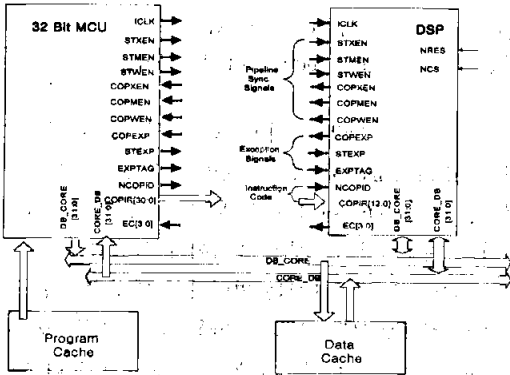 32 Bit MCU
ICLK
STXEN
STMEN
STWEN
COPXEN
COPMEN
COPWEN
COPEXP
STEXP
EXPTAG
NCOPID
COPIR[30:0]
EC[3:0]
DB_CORE [31:0]
CORE_DB [31:0]
Pipeline Sync Signals
Exception Signals
Instruction Code
DSP
ICLK
STXEN
STMEN
STWEN
COPXEN
COPMEN
COPWEN
COPEXP
STEXP
EXPTAG
NCOPID
COPIR[12:0]
EC[3:0]
NRES
NCS
DB_CORE [31:0]
CORE_DB [31:0]
DB_CORE
CORE_DB
Program Cache
Data Cache